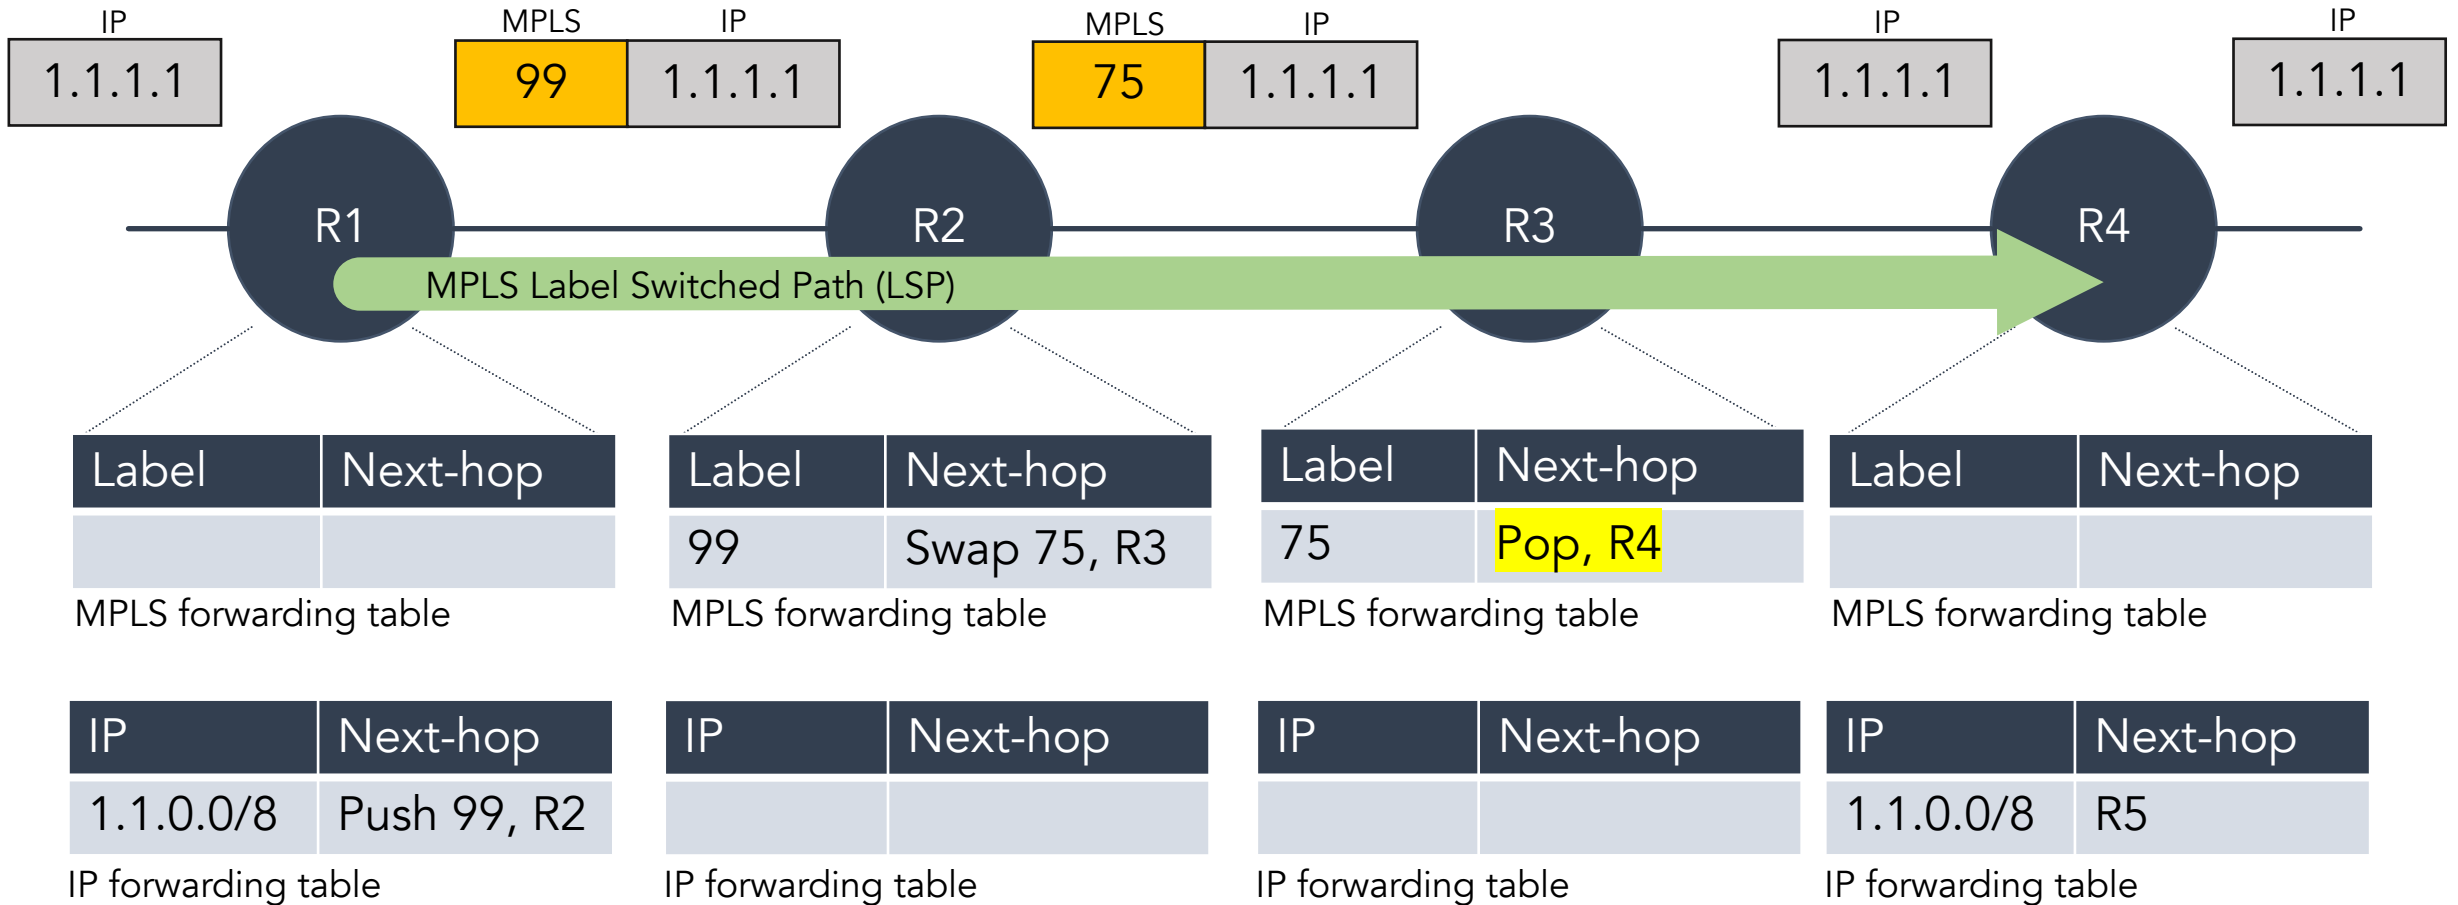 IP MPLS IP MPLS IP IP IP
1.1.1.1 99 1.1.1.1 75 1.1.1.1 1.1.1.1 1.1.1.1
R1 R2 R3 R4
MPLS Label Switched Path (LSP)
Label Next-hop Label Next-hop Label Next-hop Label Next-hop
99 Swap 75, R3 75 Pop, R4
MPLS forwarding table MPLS forwarding table MPLS forwarding table MPLS forwarding table
IP Next-hop IP Next-hop IP Next-hop IP Next-hop
1.1.0.0/8 Push 99, R2 1.1.0.0/8 R5
IP forwarding table IP forwarding table IP forwarding table IP forwarding table